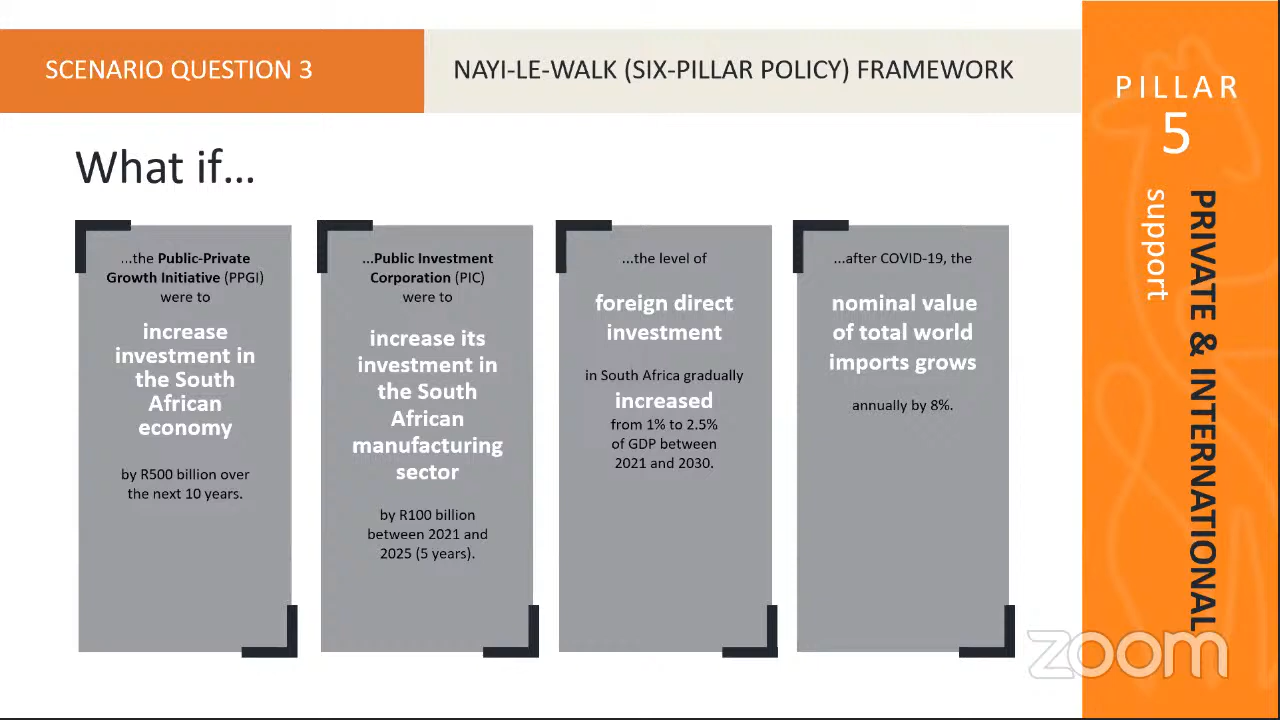 SCENARIO QUESTION 3
NAYI-LE-WALK (SIX-PILLAR POLICY) FRAMEWORK
What if...
...the Public-Private
Growth Initiative (PPGI)
were to
increase
investment in
the South
African
economy
by R500 billion over
the next 10 years.
...Public Investment
Corporation (PIC)
were to
increase its
investment in
the South
African
manufacturing
sector
by R100 billion
between 2021 and
2025 (5 years).
...the level of
foreign direct
investment
in South Africa gradually
increased
from 1% to 2.5%
of GDP between
2021 and 2030.
...after COVID-19, the
nominal value
of total world
imports grows
annually by 8%.
PILLAR
5
PRIVATE & INTERNATIONAL
support
zoom